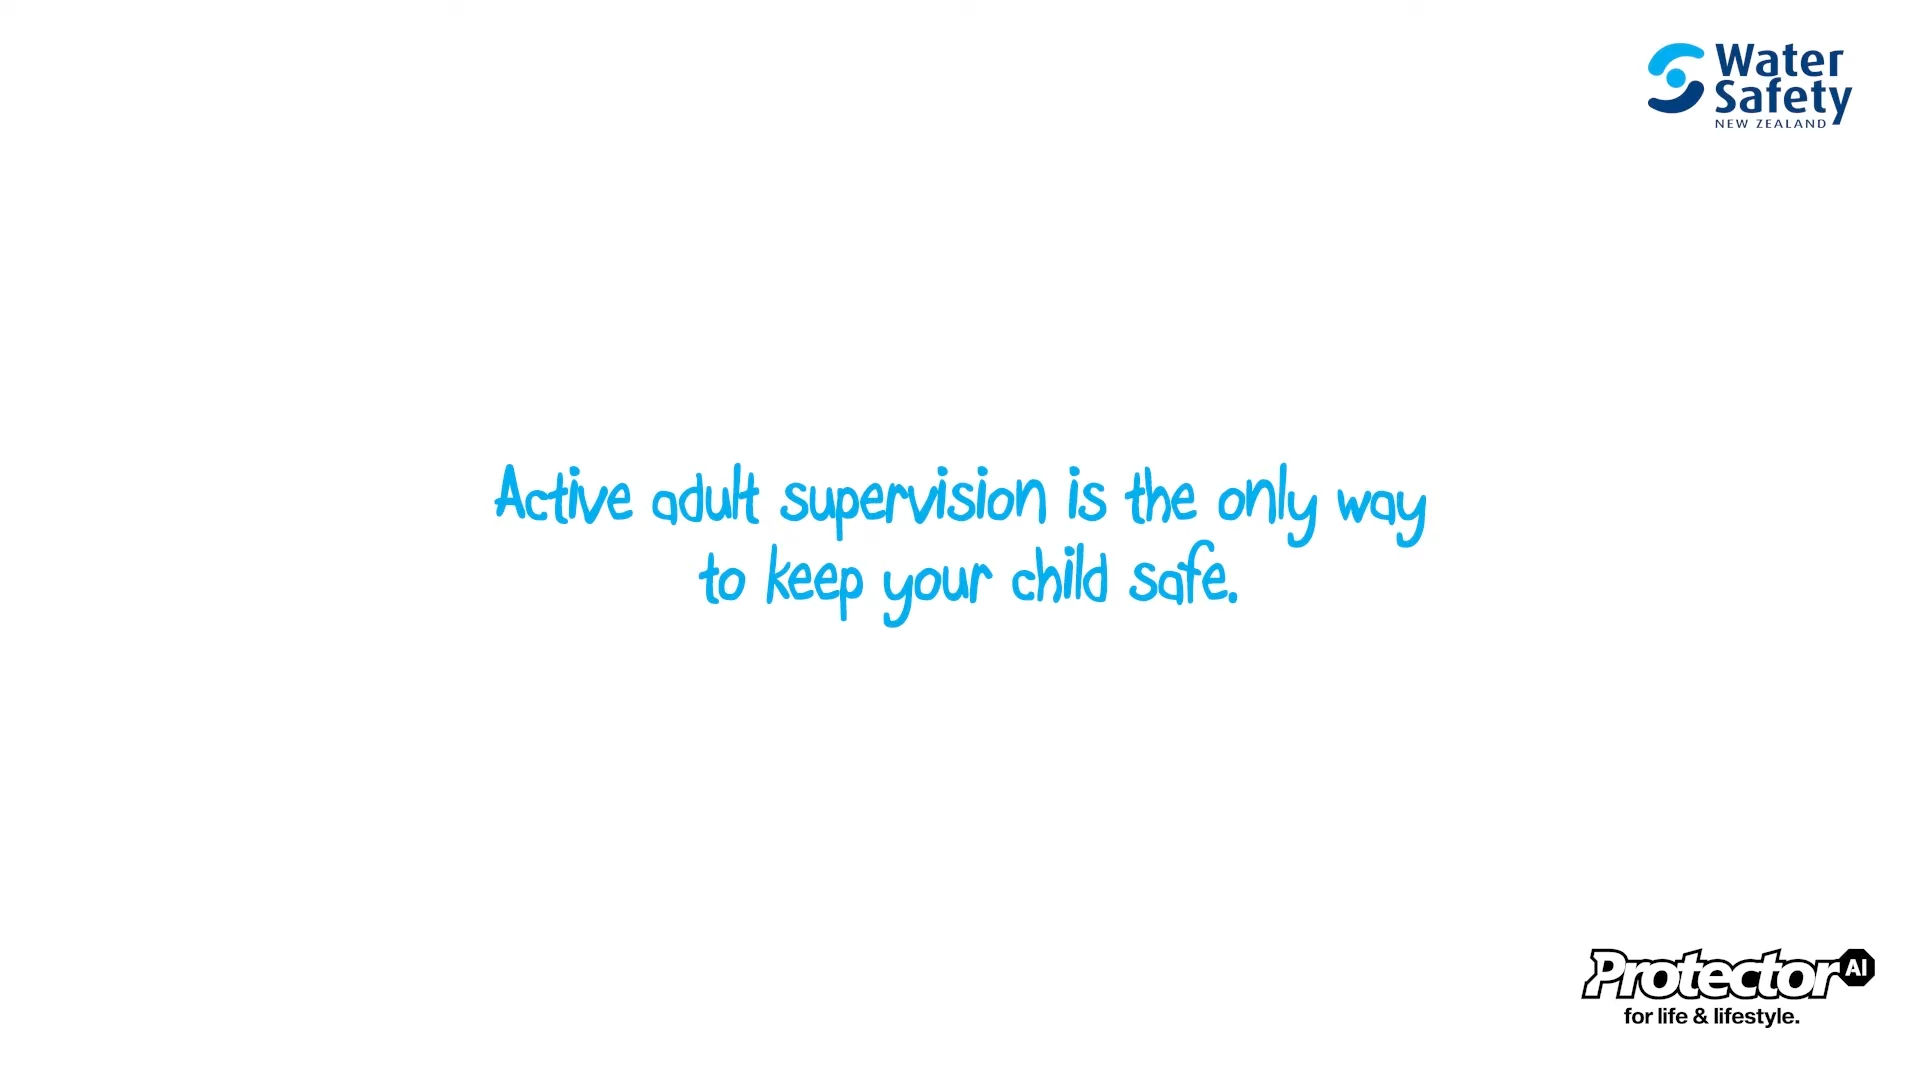 Water
Safety
NEW ZEALAND
Active adult supervision is the only way
to keep your child safe.
Protector AI
for life & lifestyle.